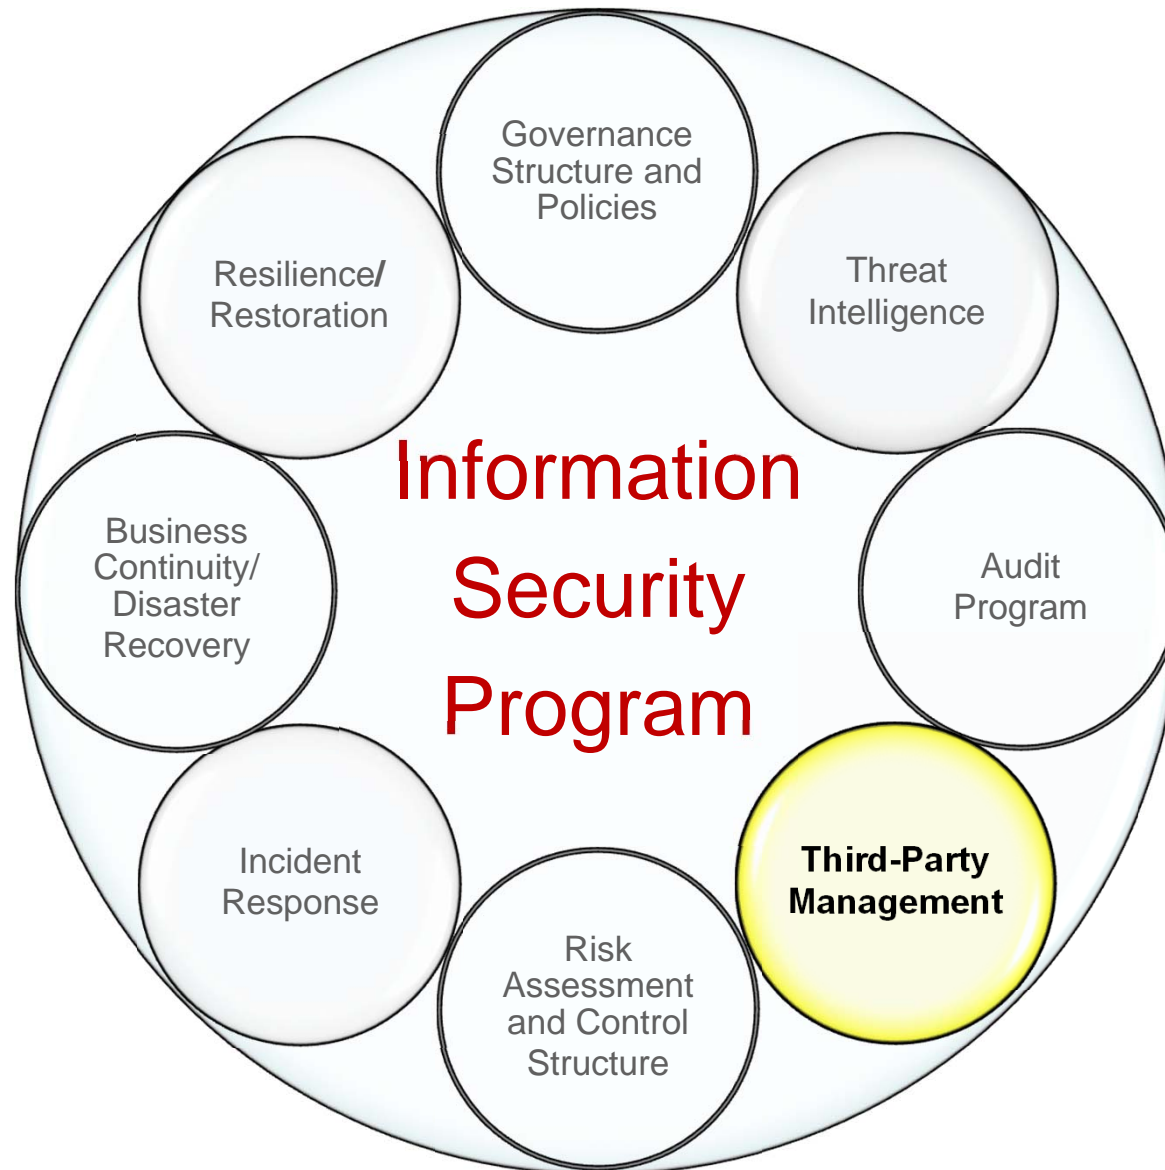 Governance
Structure and
Policies
Threat
Intelligence
Resilience/
Restoration
Information
Security
Program
Business
Continuity/
Disaster
Recovery
Audit
Program
Third-Party
Management
Incident
Response
Risk
Assessment
and Control
Structure